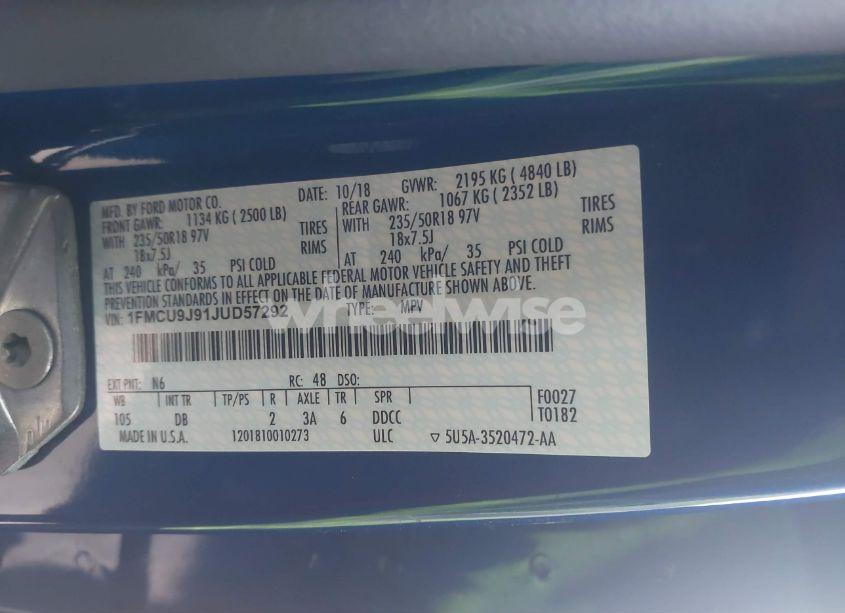 MFD. BY FORD MOTOR CO.
DATE: 10/18 GVWR: 2195 KG ( 4840 LB)
FRONT GAWR: 1134 KG ( 2500 LB) REAR GAWR: 1067 KG ( 2352 LB)
WITH 235/50R18 97V TIRES WITH 235/50R18 97V TIRES
18x7.5J RIMS 18x7.5J RIMS
AT 240 kPa/ 35 PSI COLD AT 240 kPa/ 35 PSI COLD
THIS VEHICLE CONFORMS TO ALL APPLICABLE FEDERAL MOTOR VEHICLE SAFETY AND THEFT
PREVENTION STANDARDS IN EFFECT ON THE DATE OF MANUFACTURE SHOWN ABOVE.
VIN: 1FMCU9J91JUD57292 TYPE: MPV
wheelwise
EXT PNT: N6 RC: 48 DSO:
WB INT TR TP/PS R AXLE TR SPR F0027
105 DB 2 3A 6 DDCC T0182
MADE IN U.S.A. 1201810010273 ULC ▽ 5U5A-3520472-AA